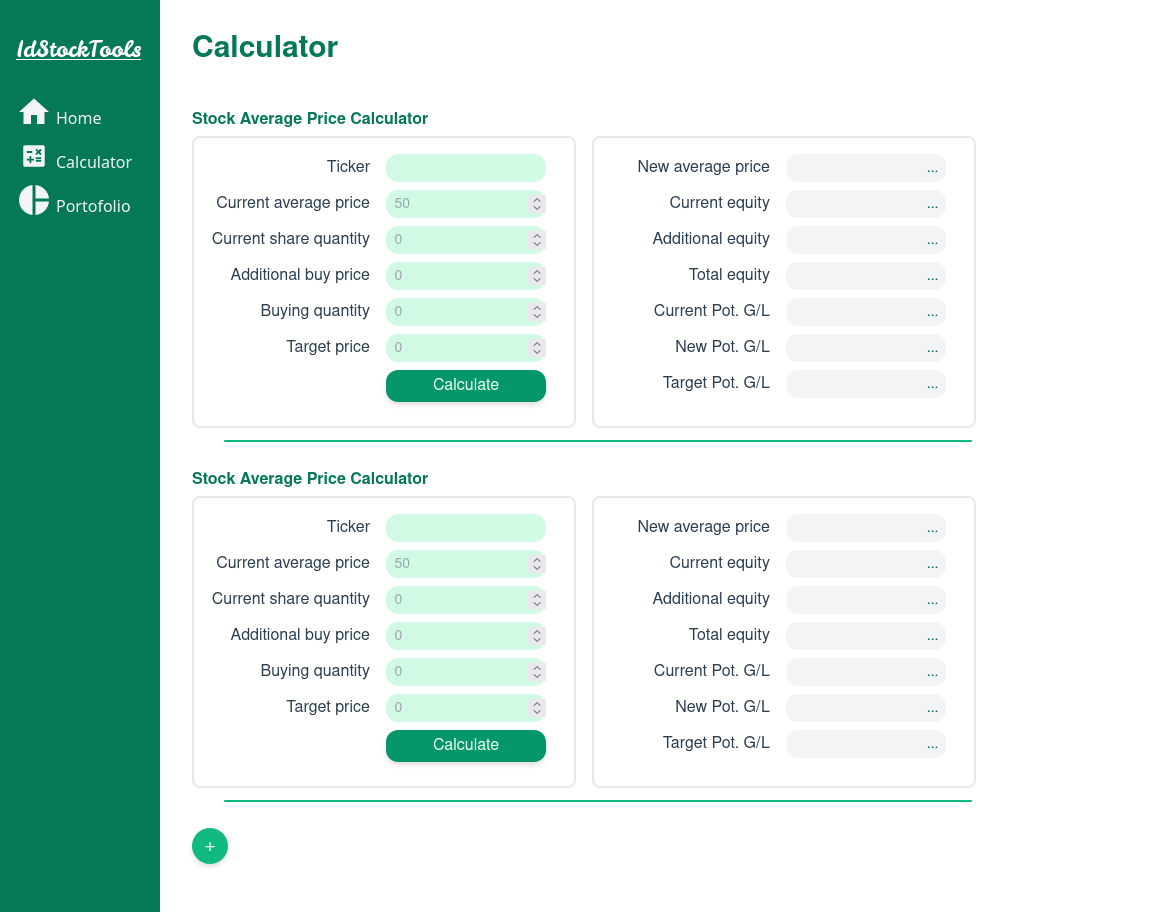 IdStockTools
Home
Calculator
Portofolio
Calculator
Stock Average Price Calculator
Ticker
Current average price 50
Current share quantity 0
Additional buy price 0
Buying quantity 0
Target price 0
Calculate
New average price ...
Current equity ...
Additional equity ...
Total equity ...
Current Pot. G/L ...
New Pot. G/L ...
Target Pot. G/L ...
Stock Average Price Calculator
Ticker
Current average price 50
Current share quantity 0
Additional buy price 0
Buying quantity 0
Target price 0
Calculate
New average price ...
Current equity ...
Additional equity ...
Total equity ...
Current Pot. G/L ...
New Pot. G/L ...
Target Pot. G/L ...
+